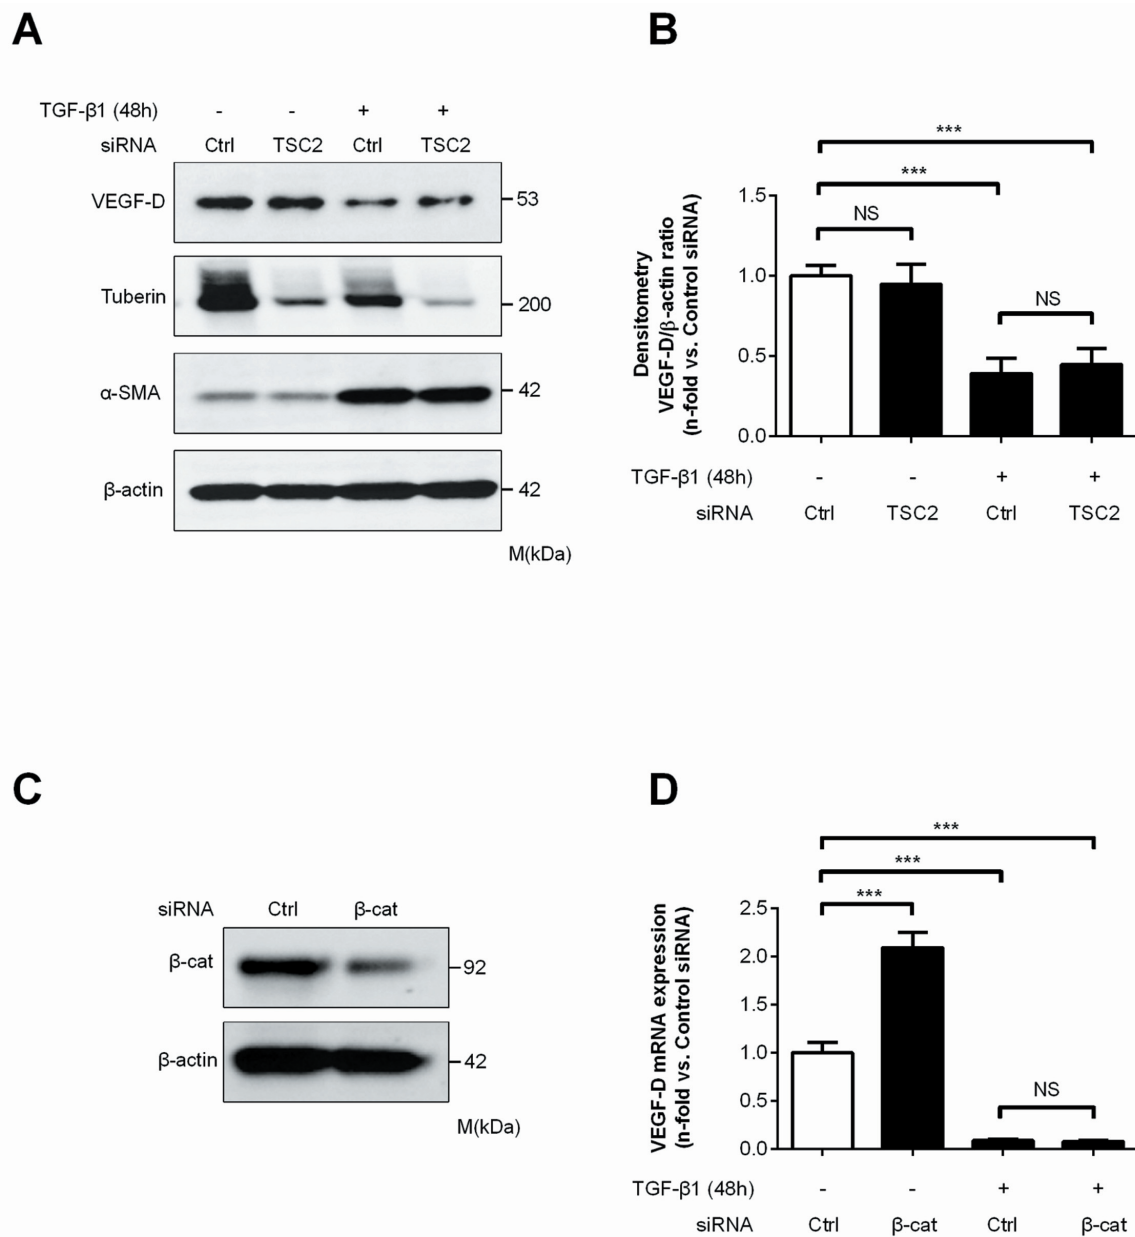 A
TGF-β1 (48h) - - + +
siRNA Ctrl TSC2 Ctrl TSC2
VEGF-D 53
Tuberin 200
α-SMA 42
β-actin 42
M(kDa)
B
***
***
NS
NS
1.5
1.0
0.5
0.0
Densitometry
VEGF-D/β-actin ratio
(n-fold vs. Control siRNA)
TGF-β1 (48h) - - + +
siRNA Ctrl TSC2 Ctrl TSC2
C
siRNA Ctrl β-cat
β-cat 92
β-actin 42
M(kDa)
D
***
***
***
NS
2.5
2.0
1.5
1.0
0.5
0.0
VEGF-D mRNA expression
(n-fold vs. Control siRNA)
TGF-β1 (48h) - - + +
siRNA Ctrl β-cat Ctrl β-cat